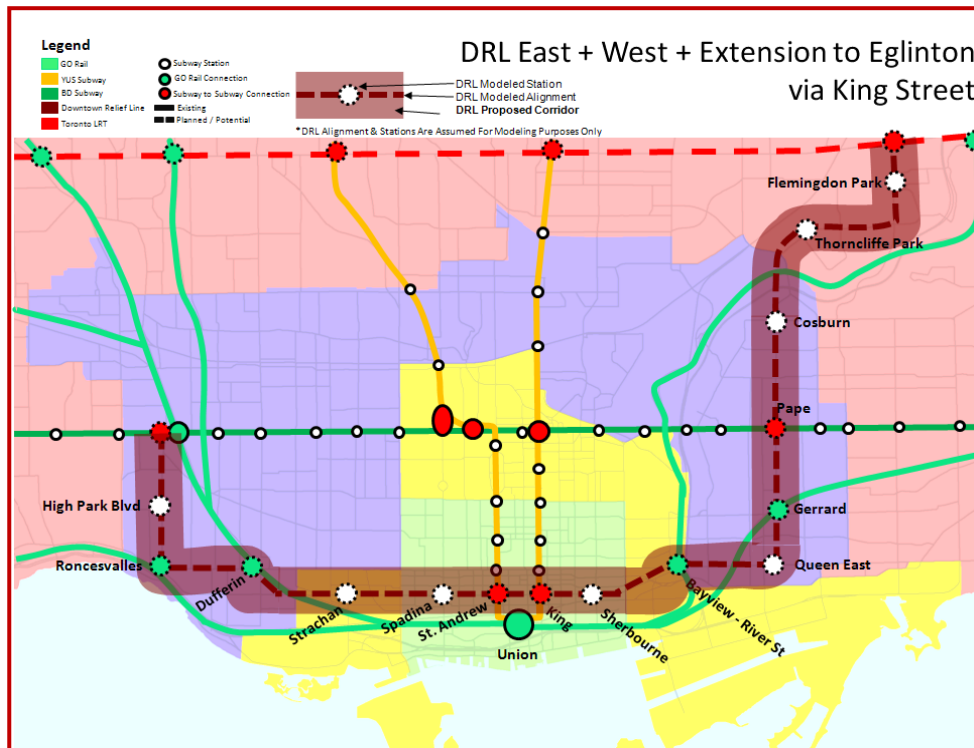 DRL East + West + Extension to Eglinton
via King Street
Legend
GO Rail
YUS Subway
BD Subway
Downtown Relief Line
Toronto LRT
Subway Station
GO Rail Connection
Subway to Subway Connection
Existing
Planned / Potential
DRL Modeled Station
DRL Modeled Alignment
DRL Proposed Corridor
*DRL Alignment & Stations Are Assumed For Modeling Purposes Only
Flemingdon Park
Thorncliffe Park
Cosburn
Pape
High Park Blvd
Gerrard
Roncesvalles
Queen East
Dufferin
Strachan
Spadina
St. Andrew
King
Sherbourne
Bayview - River St
Union